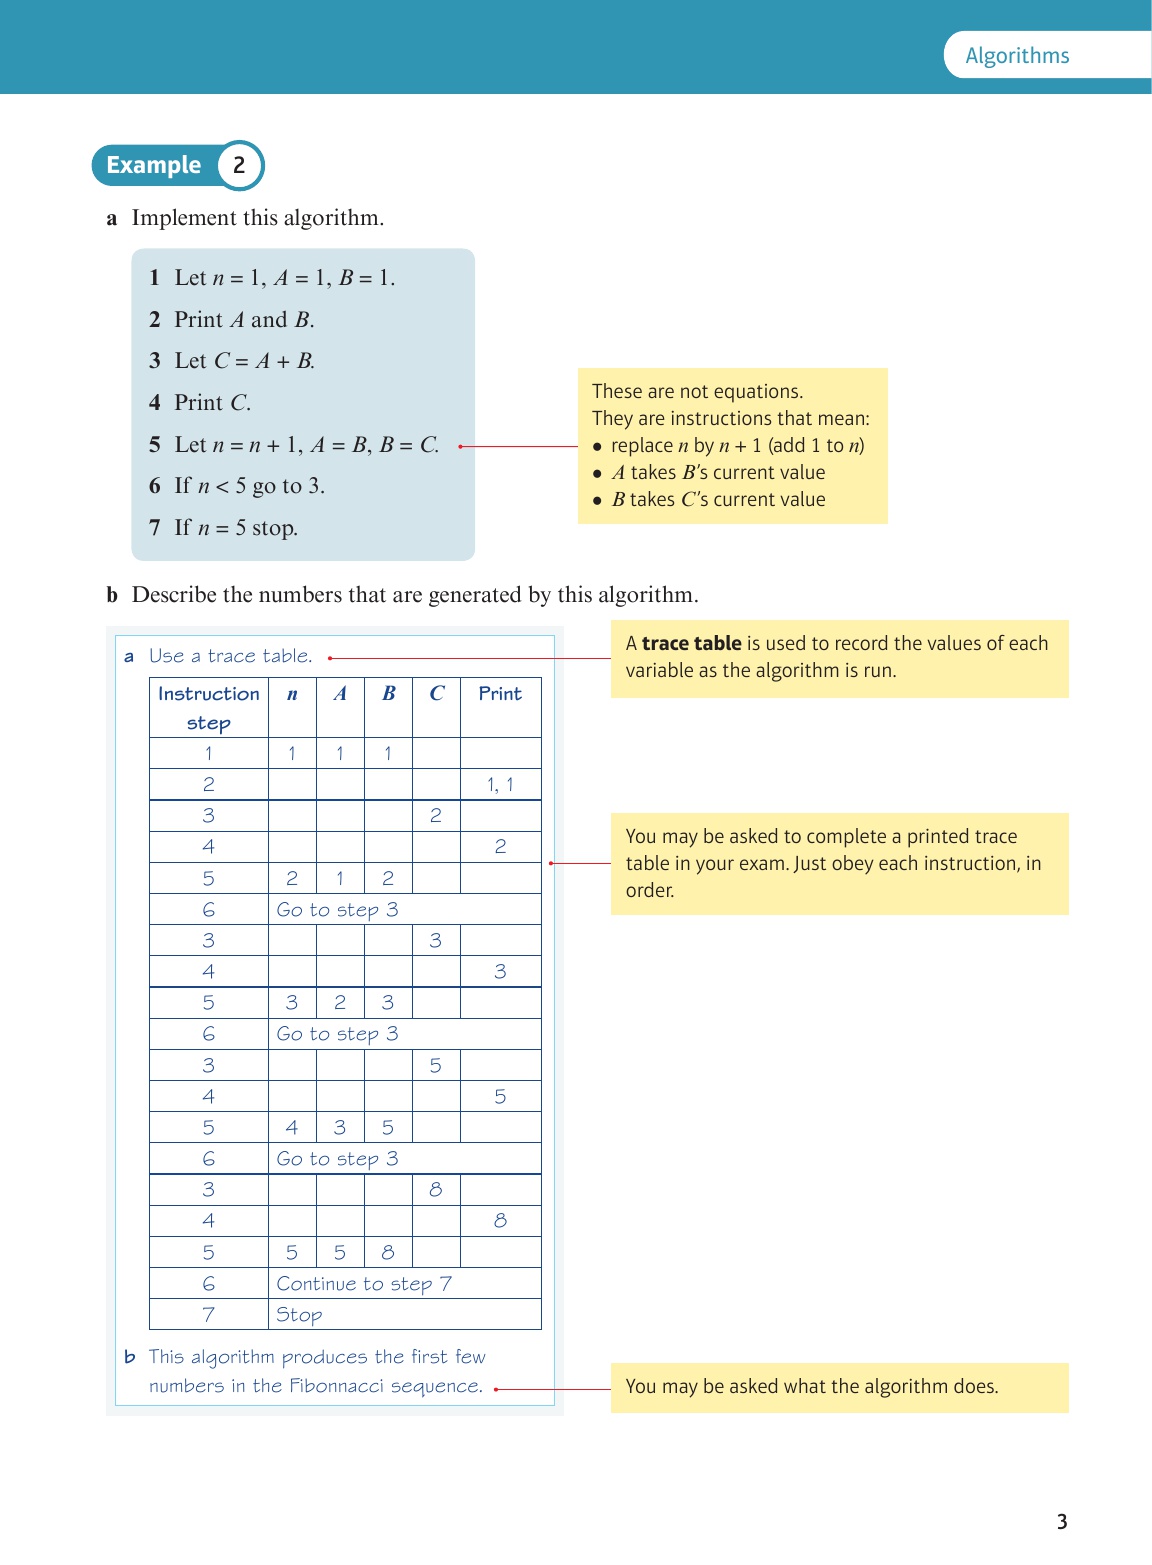 Algorithms
Example 2
a Implement this algorithm.
1 Let n = 1, A = 1, B = 1.
2 Print A and B.
3 Let C = A + B.
4 Print C.
5 Let n = n + 1, A = B, B = C.
6 If n < 5 go to 3.
7 If n = 5 stop.
These are not equations.
They are instructions that mean:
• replace n by n + 1 (add 1 to n)
• A takes B's current value
• B takes C's current value
b Describe the numbers that are generated by this algorithm.
a Use a trace table.
A trace table is used to record the values of each
variable as the algorithm is run.
Instruction step n A B C Print
1 1 1 1
2 1, 1
3 2
4 2
5 2 1 2
6 Go to step 3
3 3
4 3
5 3 2 3
6 Go to step 3
3 5
4 5
5 4 3 5
6 Go to step 3
3 8
4 8
5 5 5 8
6 Continue to step 7
7 Stop
You may be asked to complete a printed trace
table in your exam. Just obey each instruction, in
order.
b This algorithm produces the first few
numbers in the Fibonnacci sequence.
You may be asked what the algorithm does.
3